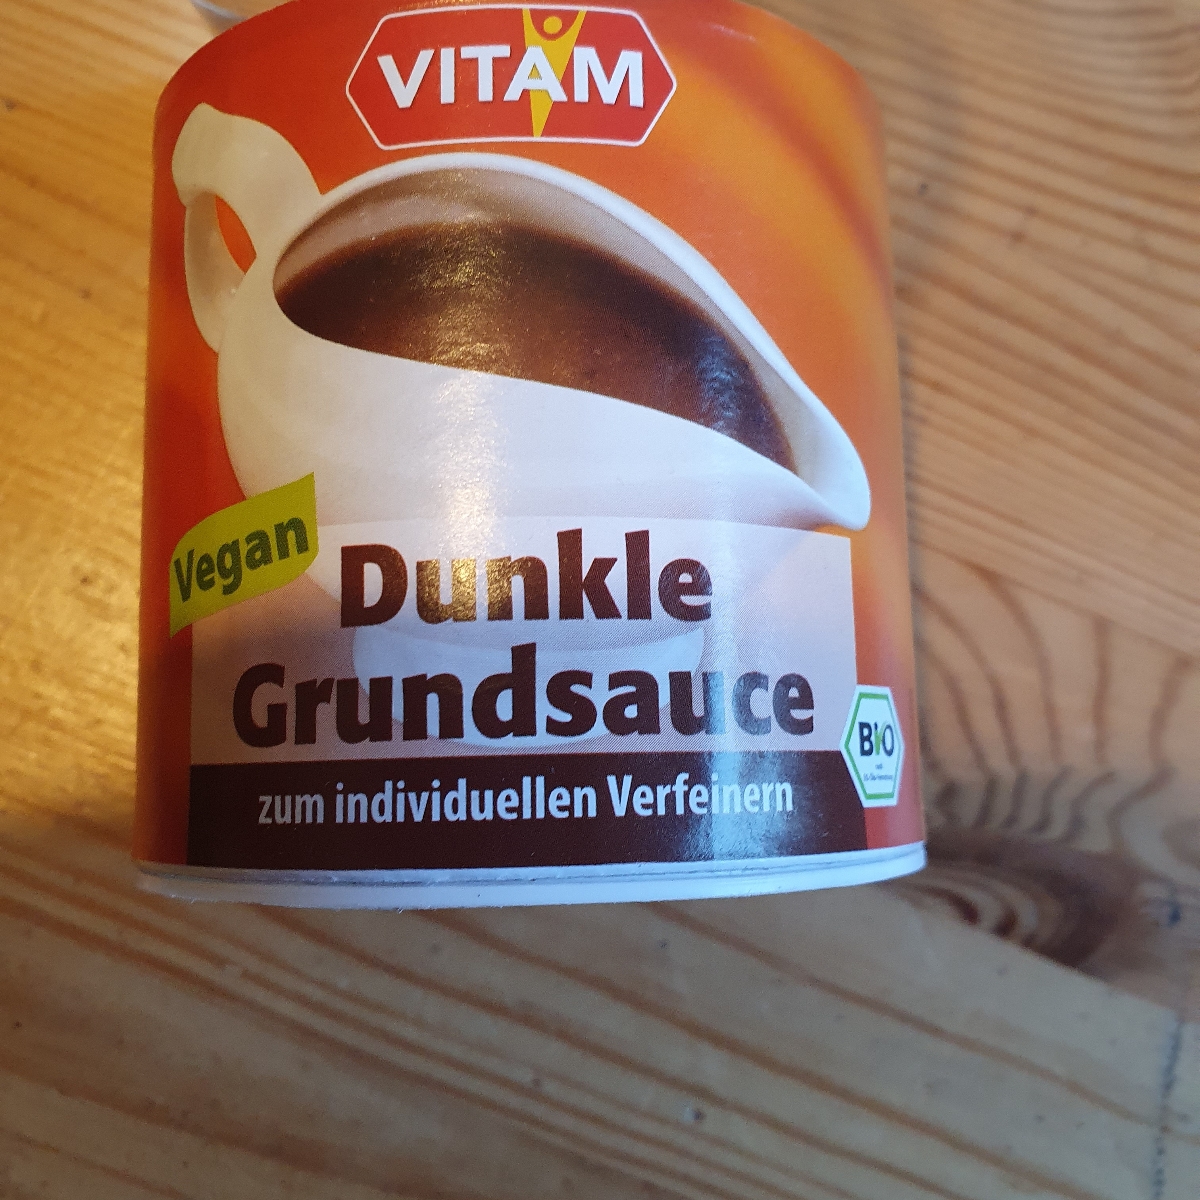 VITAM
Vegan
Dunkle
Grundsauce
BIO
zum individuellen Verfeinern